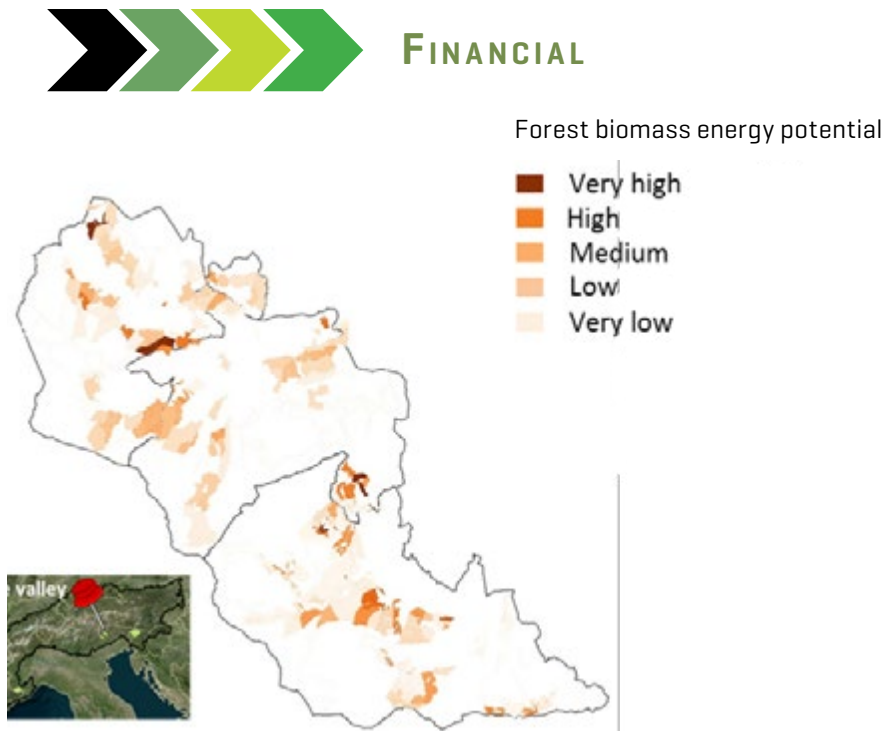 FINANCIAL
Forest biomass energy potential
Very high
High
Medium
Low
Very low
valley